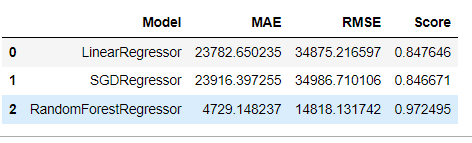 Model MAE RMSE Score
0 LinearRegressor 23782.650235 34875.216597 0.847646
1 SGDRegressor 23916.397255 34986.710106 0.846671
2 RandomForestRegressor 4729.148237 14818.131742 0.972495